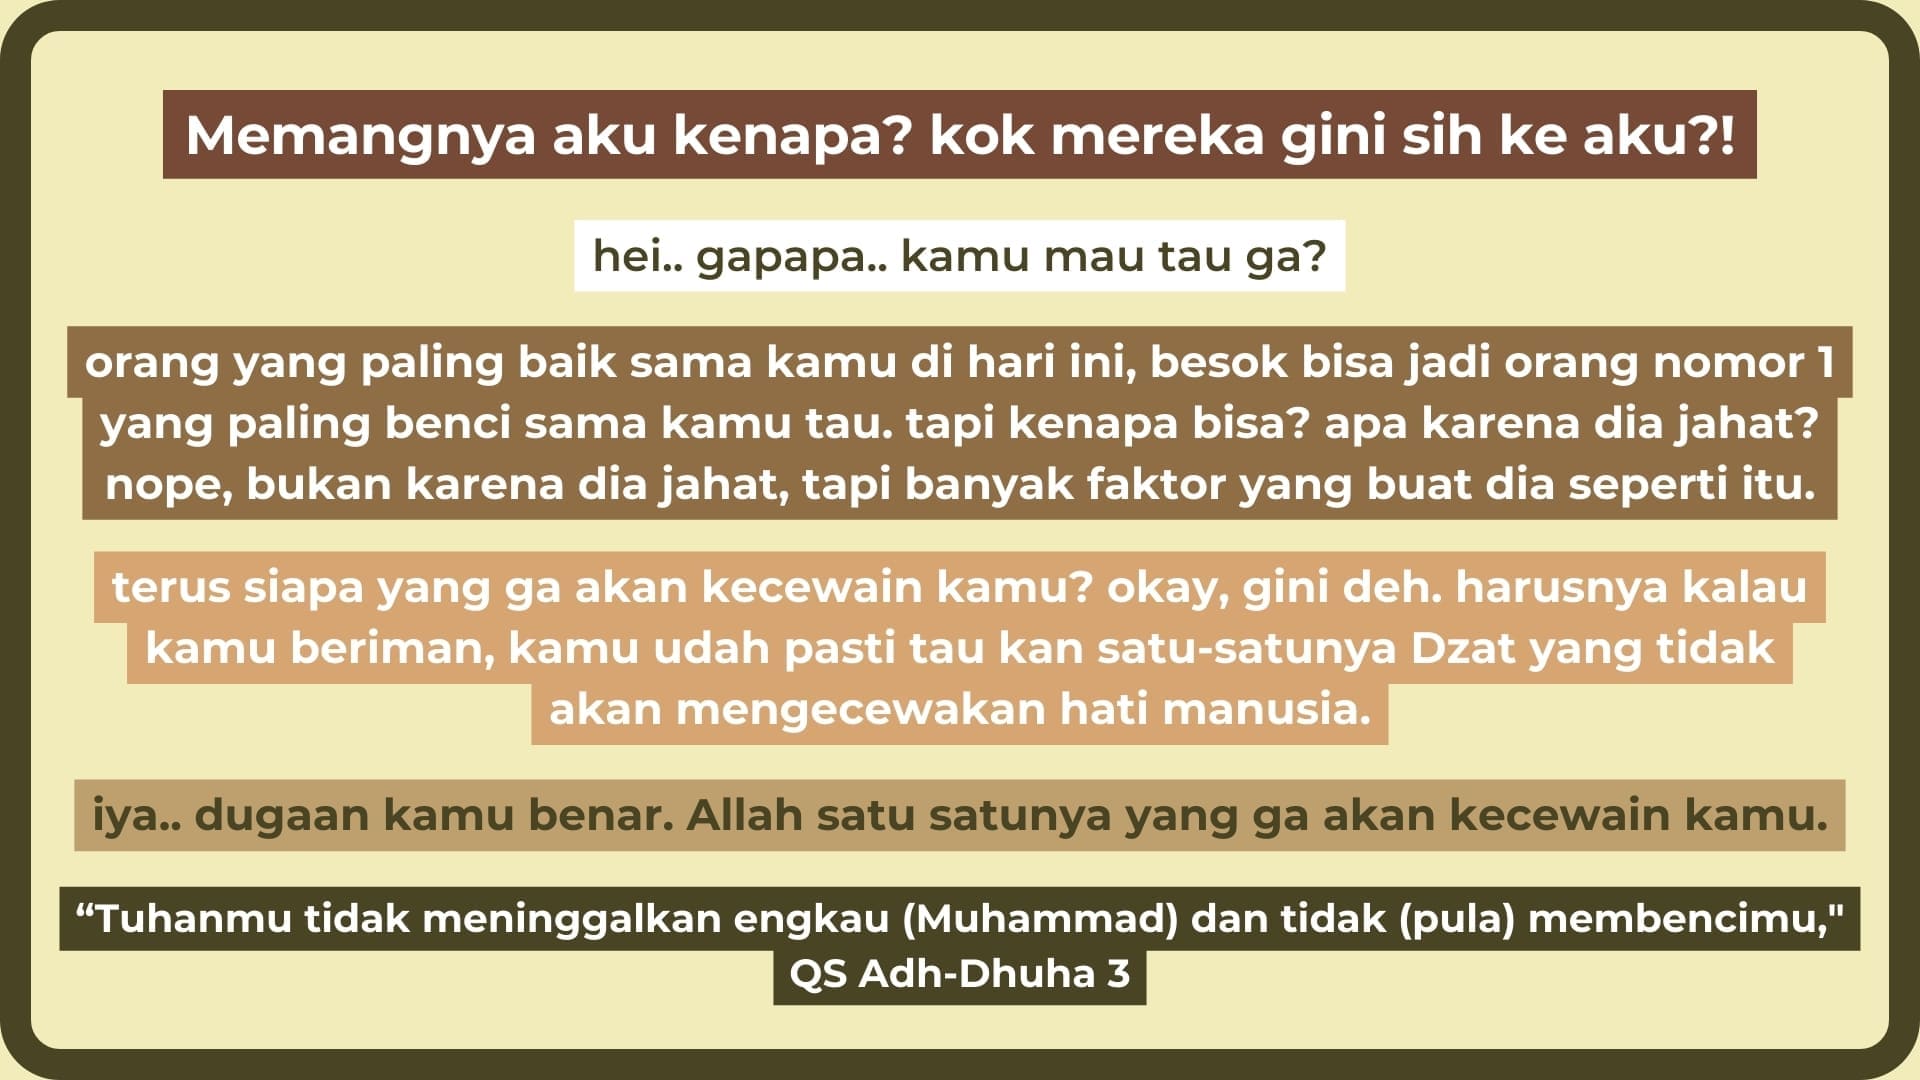 Memangnya aku kenapa? kok mereka gini sih ke aku?!
hei.. gapapa.. kamu mau tau ga?
orang yang paling baik sama kamu di hari ini, besok bisa jadi orang nomor 1
yang paling benci sama kamu tau. tapi kenapa bisa? apa karena dia jahat?
nope, bukan karena dia jahat, tapi banyak faktor yang buat dia seperti itu.
terus siapa yang ga akan kecewain kamu? okay, gini deh. harusnya kalau
kamu beriman, kamu udah pasti tau kan satu-satunya Dzat yang tidak
akan mengecewakan hati manusia.
iya.. dugaan kamu benar. Allah satu satunya yang ga akan kecewain kamu.
“Tuhanmu tidak meninggalkan engkau (Muhammad) dan tidak (pula) membencimu,"
QS Adh-Dhuha 3